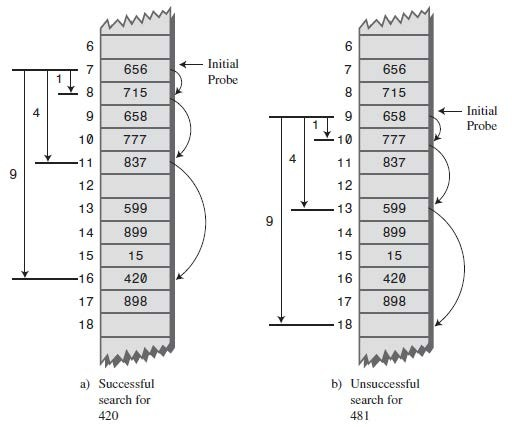 6
7 656 Initial
1 Probe
8 715
4 9 658
10 777
11 837
9
12
13 599
14 899
15 15
16 420
17 898
18
a) Successful
search for
420
6
7 656
8 715
9 658 Initial
1 Probe
10 777
4 11 837
12
13 599
9
14 899
15 15
16 420
17 898
18
b) Unsuccessful
search for
481